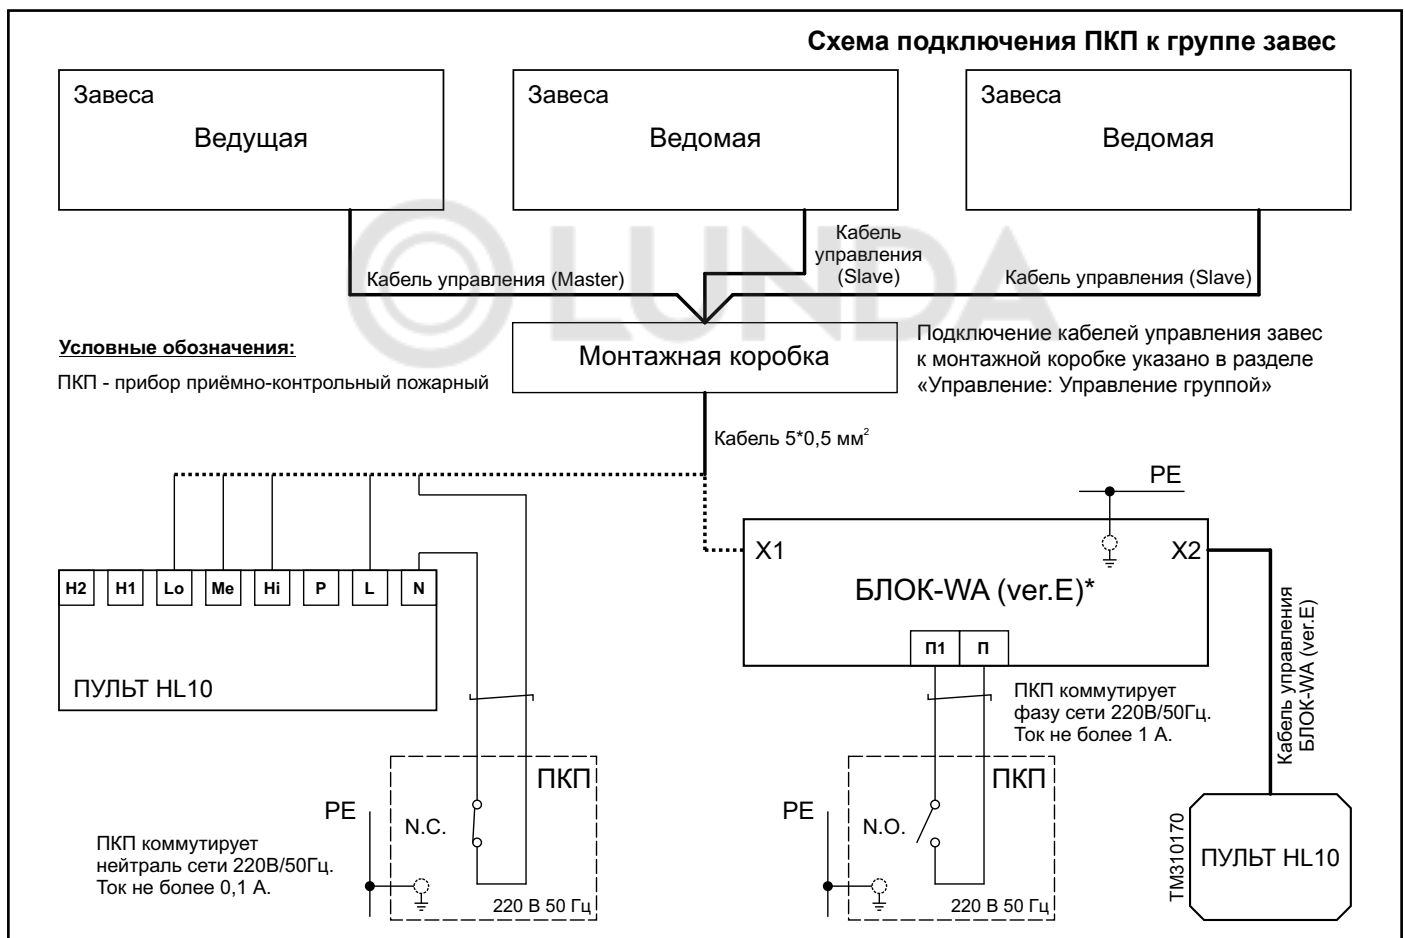 Схема подключения ПКП к группе завес
Завеса
Ведущая
Завеса
Ведомая
Завеса
Ведомая
LUNDA
Кабель управления (Master)
Кабель
управления
(Slave)
Кабель управления (Slave)
Условные обозначения:
ПКП - прибор приёмно-контрольный пожарный
Монтажная коробка
Подключение кабелей управления завес
к монтажной коробке указано в разделе
«Управление: Управление группой»
Кабель 5*0,5 мм²
H2 H1 Lo Me Hi P L N
ПУЛЬТ HL10
PE
X1
X2
БЛОК-WA (ver.E)*
П1 П
ПКП коммутирует
фазу сети 220В/50Гц.
Ток не более 1 А.
Кабель управления
БЛОК-WA (ver.E)
ПКП
PE
N.C.
220 В 50 Гц
ПКП коммутирует
нейтраль сети 220В/50Гц.
Ток не более 0,1 А.
ПКП
PE
N.O.
220 В 50 Гц
TM310170
ПУЛЬТ HL10